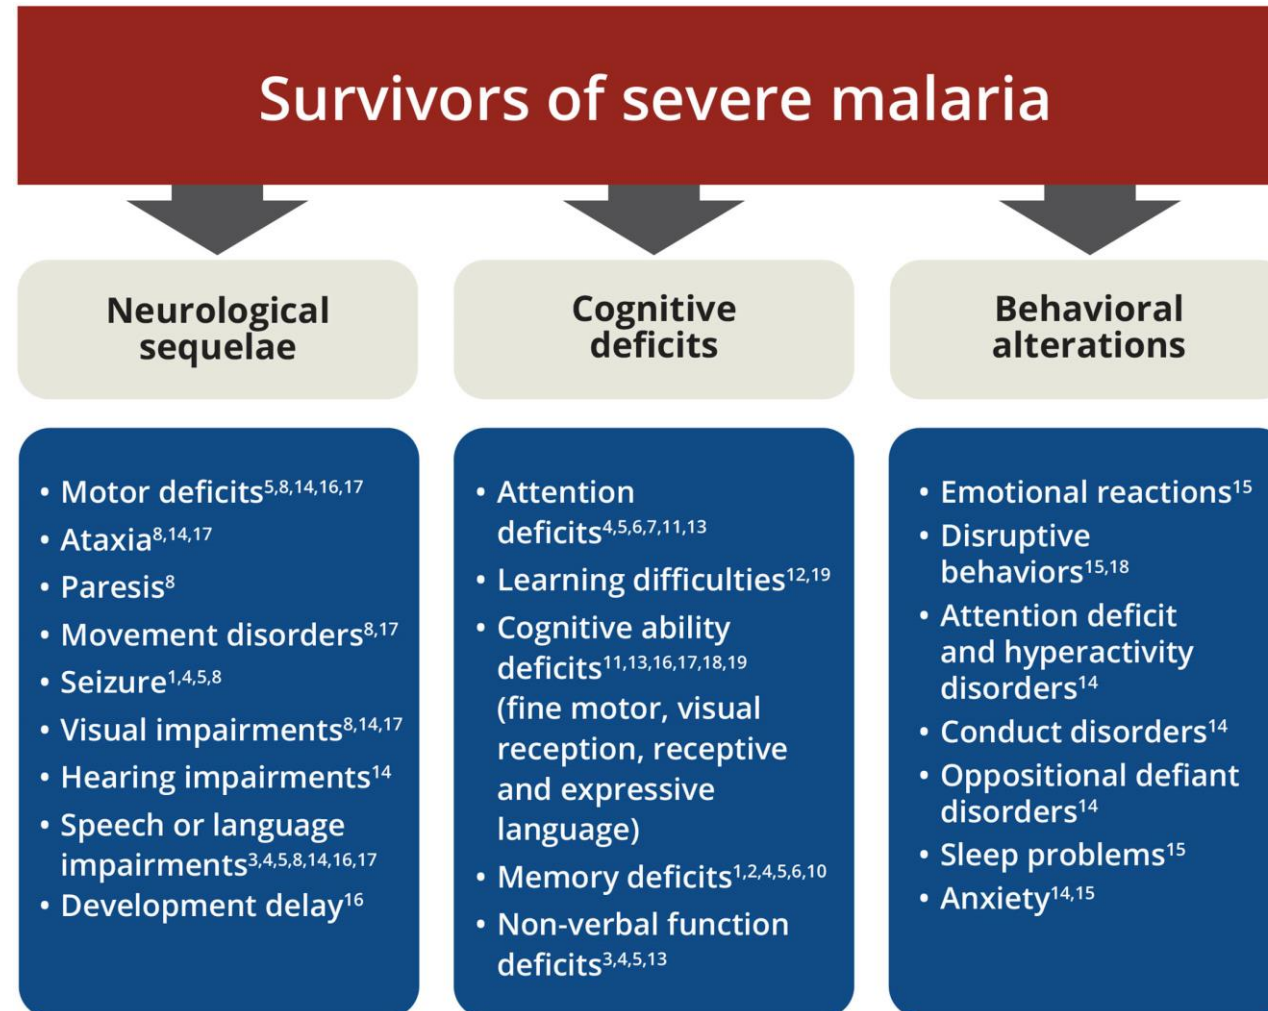 Survivors of severe malaria
Neurological
sequelae
• Motor deficits5,8,14,16,17
• Ataxia8,14,17
• Paresis8
• Movement disorders8,17
• Seizure1,4,5,8
• Visual impairments8,14,17
• Hearing impairments14
• Speech or language
impairments3,4,5,8,14,16,17
• Development delay16
Cognitive
deficits
• Attention
deficits4,5,6,7,11,13
• Learning difficulties12,19
• Cognitive ability
deficits11,13,16,17,18,19
(fine motor, visual
reception, receptive
and expressive
language)
• Memory deficits1,2,4,5,6,10
• Non-verbal function
deficits3,4,5,13
Behavioral
alterations
• Emotional reactions15
• Disruptive
behaviors15,18
• Attention deficit
and hyperactivity
disorders14
• Conduct disorders14
• Oppositional defiant
disorders14
• Sleep problems15
• Anxiety14,15